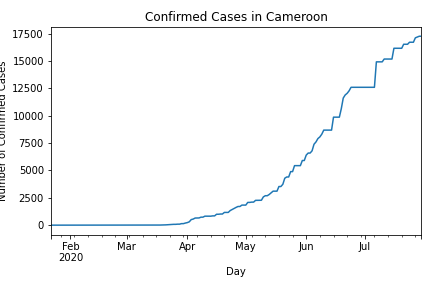 Confirmed Cases in Cameroon
Number of Confirmed Cases
17500
15000
12500
10000
7500
5000
2500
0
Feb Mar Apr May Jun Jul
2020
Day